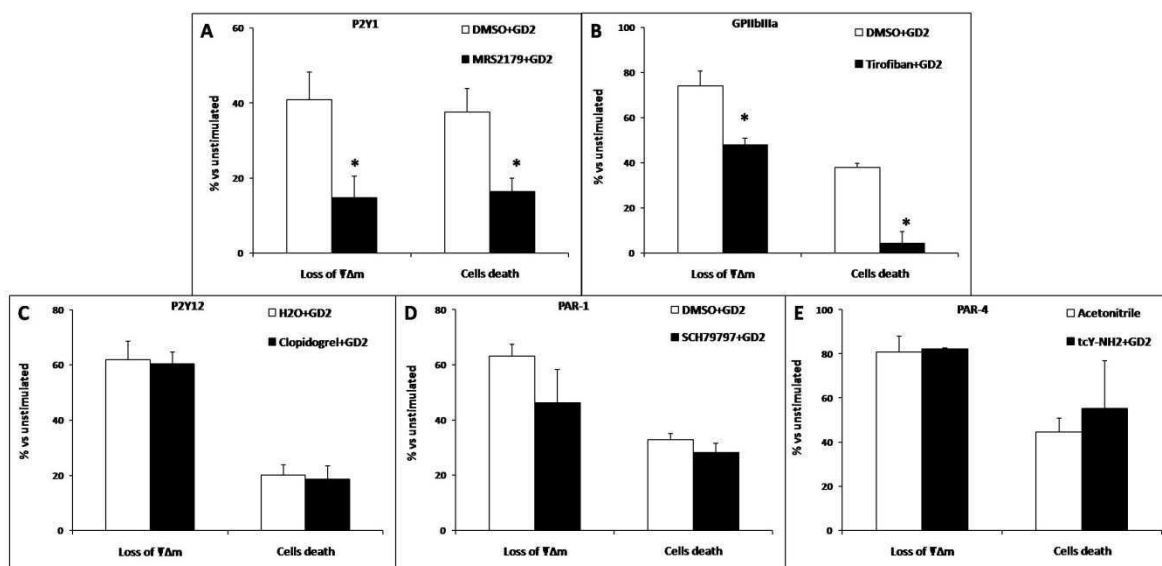 A
P2Y1
DMSO+GD2
MRS2179+GD2
% vs unstimulated
60
40
20
0
*
*
Loss of ΨΔm
Cells death
B
GPIIbIIIa
DMSO+GD2
Tirofiban+GD2
% vs unstimulated
100
80
60
40
20
0
*
*
Loss of ΨΔm
Cells death
C
P2Y12
H2O+GD2
Clopidogrel+GD2
% vs unstimulated
80
60
40
20
0
Loss of ΨΔm
Cells death
D
PAR-1
DMSO+GD2
SCH79797+GD2
% vs unstimulated
80
60
40
20
0
Loss of ΨΔm
Cells death
E
PAR-4
Acetonitrile
tcY-NH2+GD2
% vs unstimulated
100
80
60
40
20
0
Loss of ΨΔm
Cells death